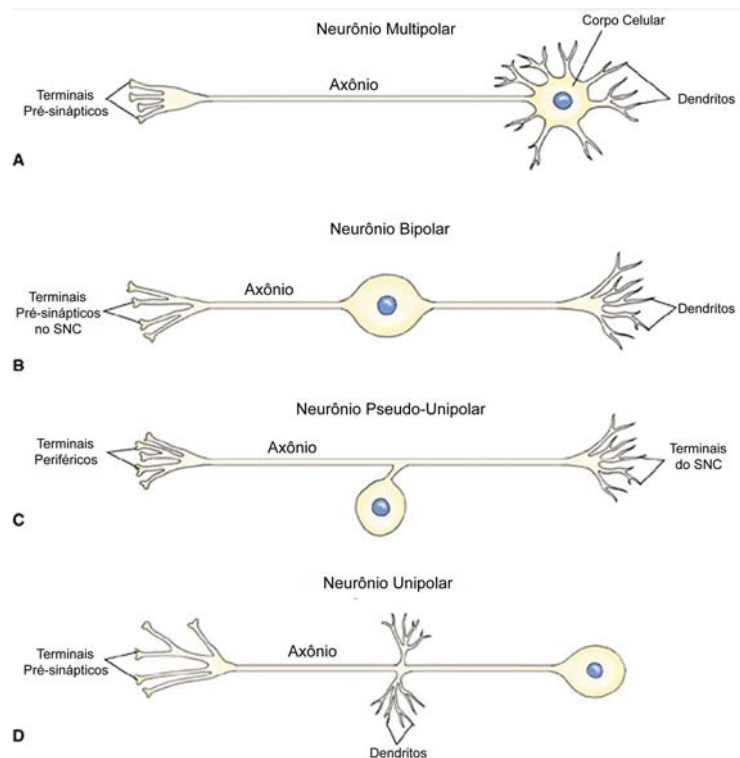 Neurônio Multipolar
Corpo Celular
Terminais
Pré-sinápticos
Axônio
Dendritos
A
Neurônio Bipolar
Terminais
Pré-sinápticos
no SNC
Axônio
Dendritos
B
Neurônio Pseudo-Unipolar
Terminais
Periféricos
Axônio
Terminais
do SNC
C
Neurônio Unipolar
Terminais
Pré-sinápticos
Axônio
D
Dendritos